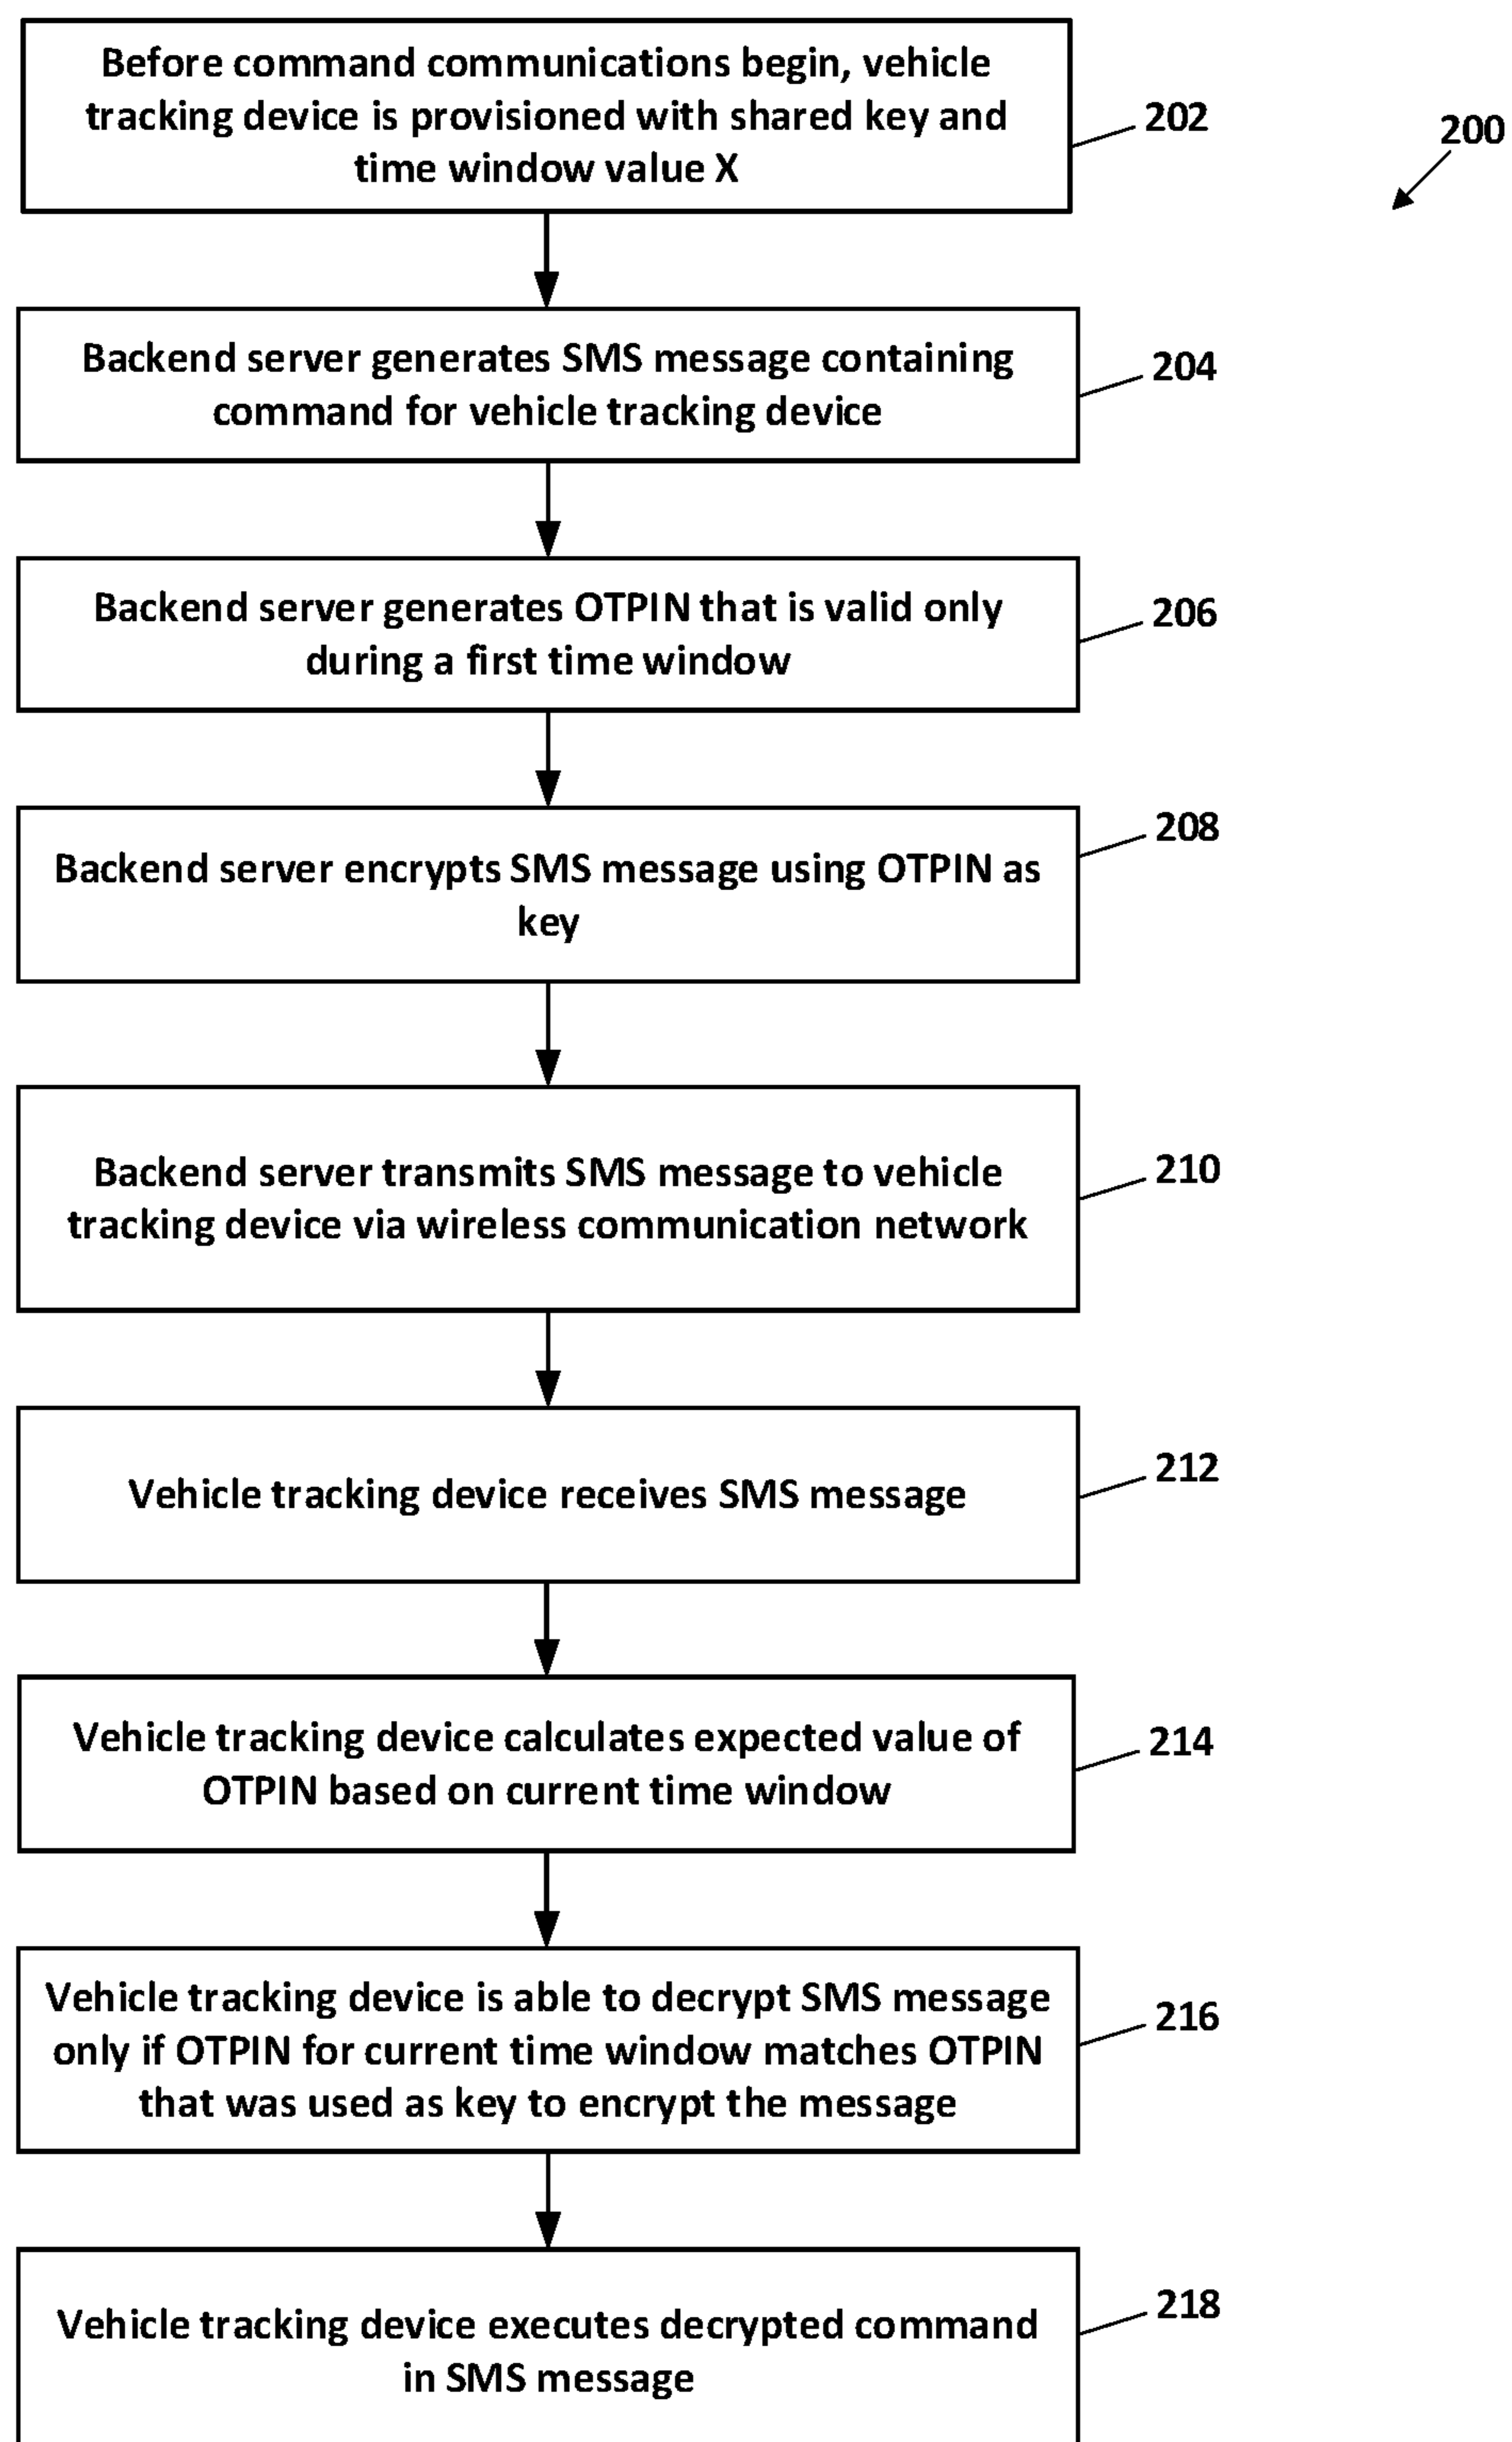 Before command communications begin, vehicle
tracking device is provisioned with shared key and
time window value X
202
200
Backend server generates SMS message containing
command for vehicle tracking device
204
Backend server generates OTPIN that is valid only
during a first time window
206
Backend server encrypts SMS message using OTPIN as
key
208
Backend server transmits SMS message to vehicle
tracking device via wireless communication network
210
Vehicle tracking device receives SMS message
212
Vehicle tracking device calculates expected value of
OTPIN based on current time window
214
Vehicle tracking device is able to decrypt SMS message
only if OTPIN for current time window matches OTPIN
that was used as key to encrypt the message
216
Vehicle tracking device executes decrypted command
in SMS message
218